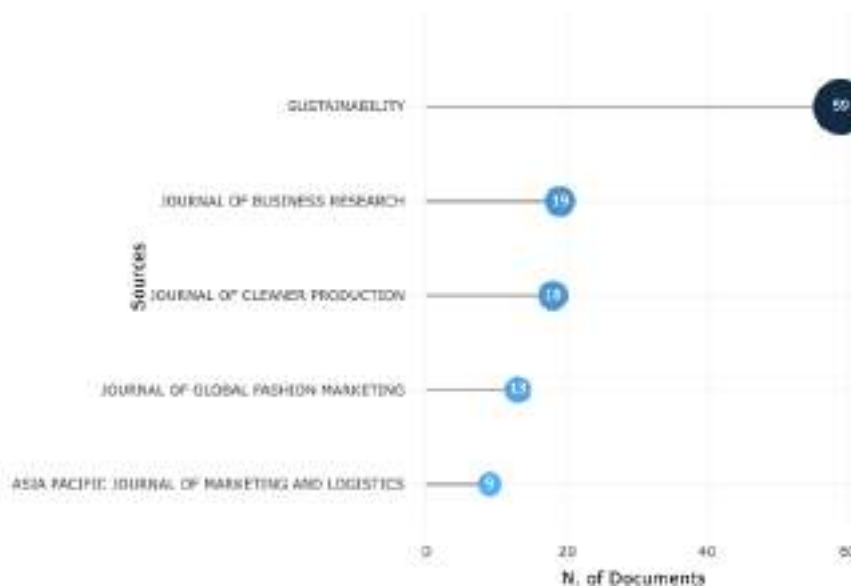 SUSTAINABILITY
59
JOURNAL OF BUSINESS RESEARCH
19
Sources
JOURNAL OF CLEANER PRODUCTION
18
JOURNAL OF GLOBAL FASHION MARKETING
13
ASIA PACIFIC JOURNAL OF MARKETING AND LOGISTICS
9
0 20 40 60
N. of Documents